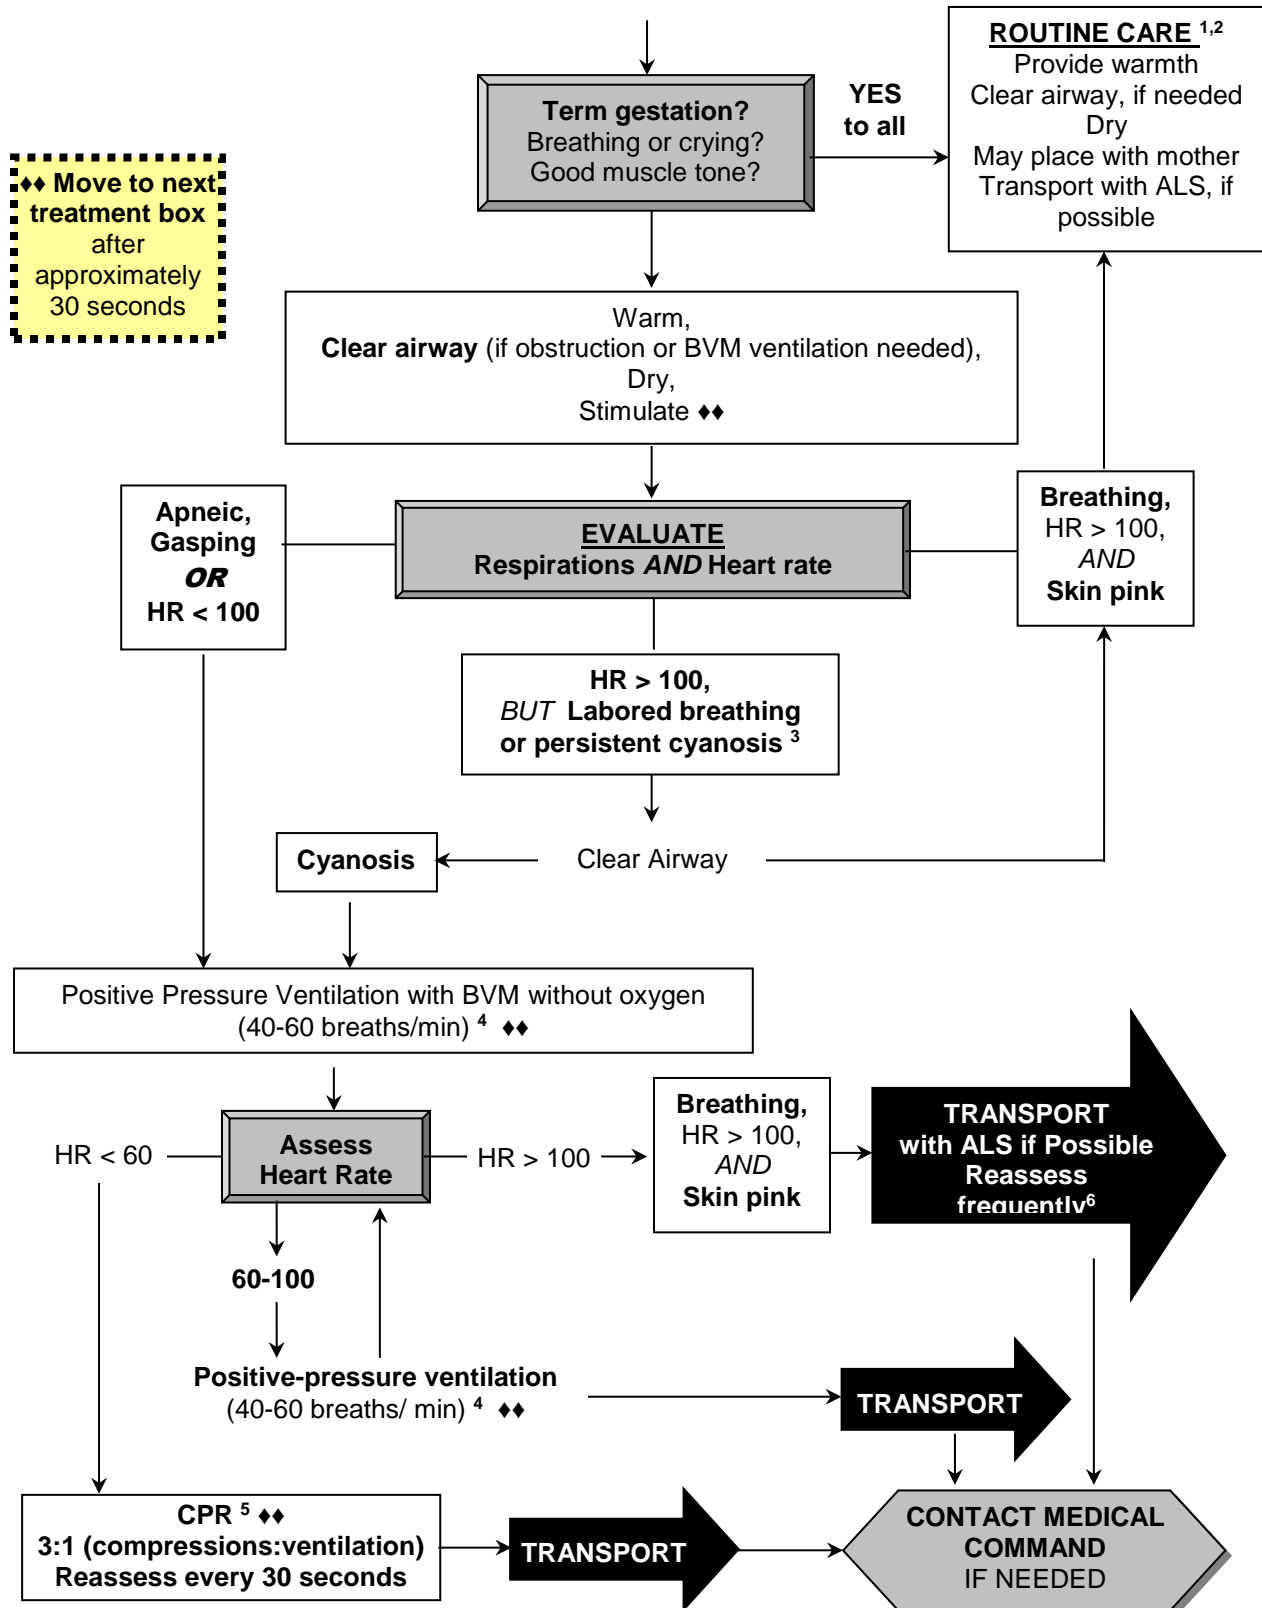 ROUTINE CARE 1,2
Provide warmth
Clear airway, if needed
Dry
May place with mother
Transport with ALS, if
possible
Term gestation?
Breathing or crying?
Good muscle tone?
YES
to all
♦♦ Move to next
treatment box
after
approximately
30 seconds
Warm,
Clear airway (if obstruction or BVM ventilation needed),
Dry,
Stimulate ♦♦
Apneic,
Gasping
OR
HR < 100
EVALUATE
Respirations AND Heart rate
Breathing,
HR > 100,
AND
Skin pink
HR > 100,
BUT Labored breathing
or persistent cyanosis 3
Cyanosis
Clear Airway
Positive Pressure Ventilation with BVM without oxygen
(40-60 breaths/min) 4 ♦♦
HR < 60
Assess
Heart Rate
HR > 100
Breathing,
HR > 100,
AND
Skin pink
TRANSPORT
with ALS if Possible
Reassess
frequently6
60-100
Positive-pressure ventilation
(40-60 breaths/ min) 4 ♦♦
TRANSPORT
CPR 5 ♦♦
3:1 (compressions:ventilation)
Reassess every 30 seconds
TRANSPORT
CONTACT MEDICAL
COMMAND
IF NEEDED